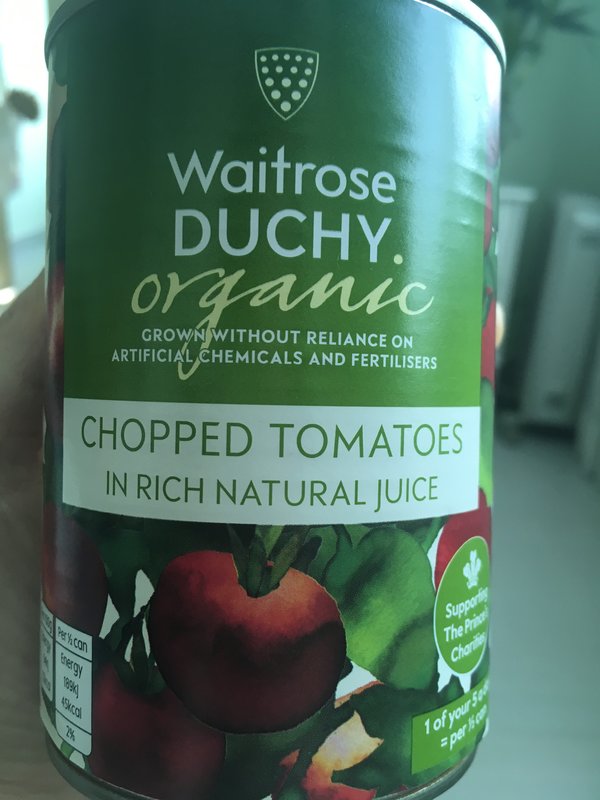 Waitrose
DUCHY
organic
GROWN WITHOUT RELIANCE ON
ARTIFICIAL CHEMICALS AND FERTILISERS
CHOPPED TOMATOES
IN RICH NATURAL JUICE
Supporting
The Prince's
Charities
Per ½ can
Energy
189kJ
45kcal
2%
1 of your 5 a
= per ½ can